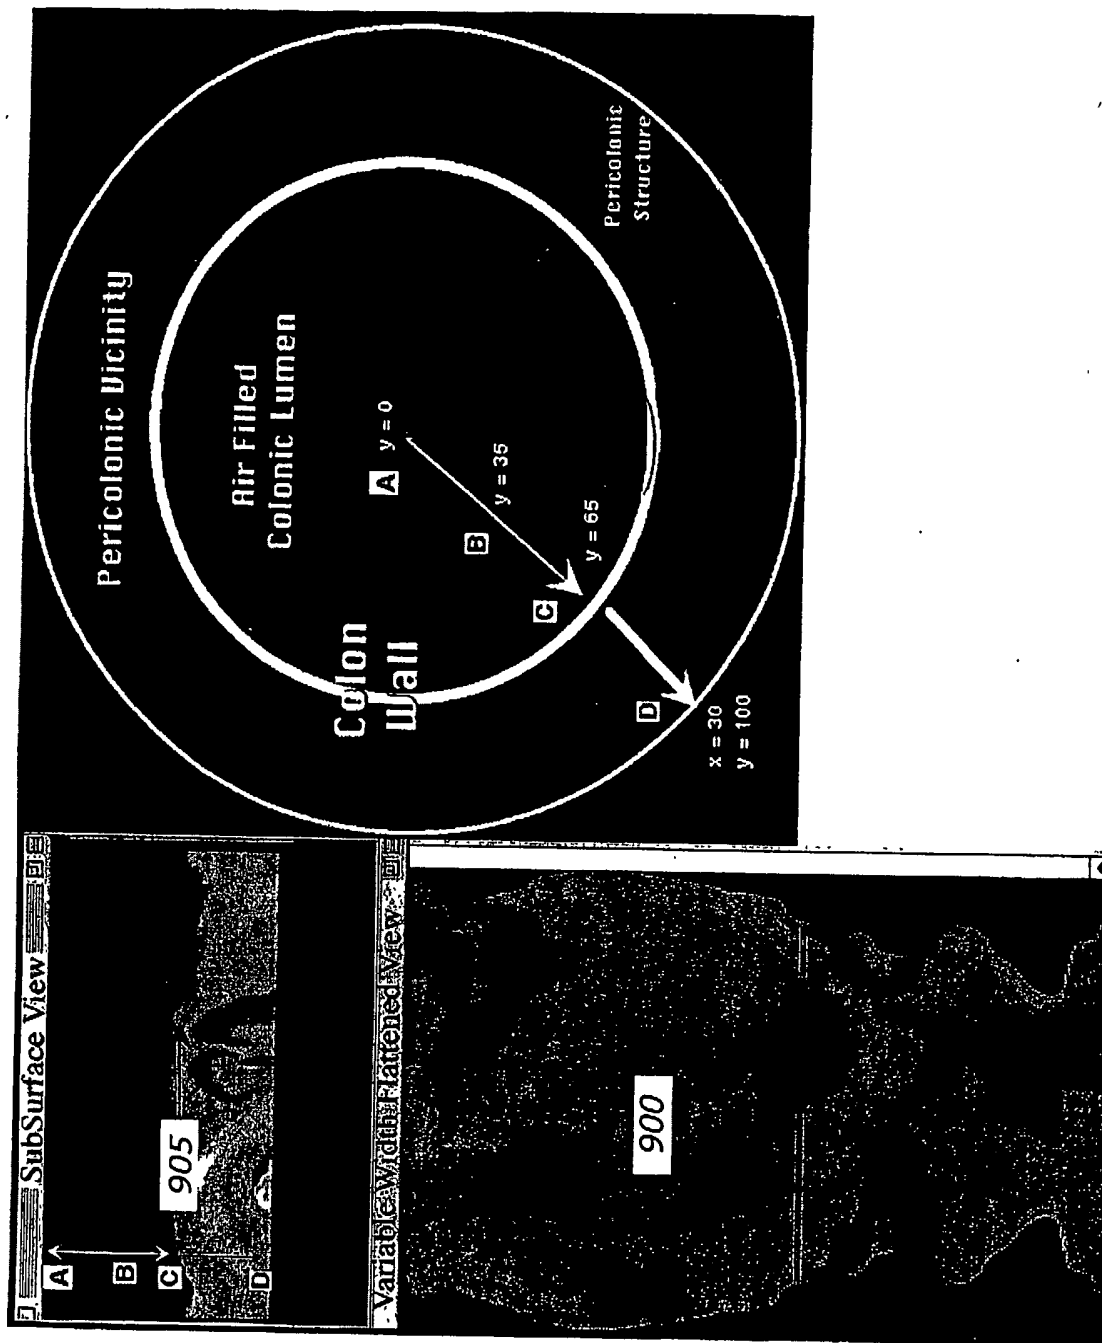 SubSurface View
A
B
C
D
905
Variable Width Flattened View
900
Pericolonic Vicinity
Air Filled
Colonic Lumen
Colon
Wall
A
y = 0
B
y = 35
C
y = 65
D
x = 30
y = 100
Pericolonic
Structure